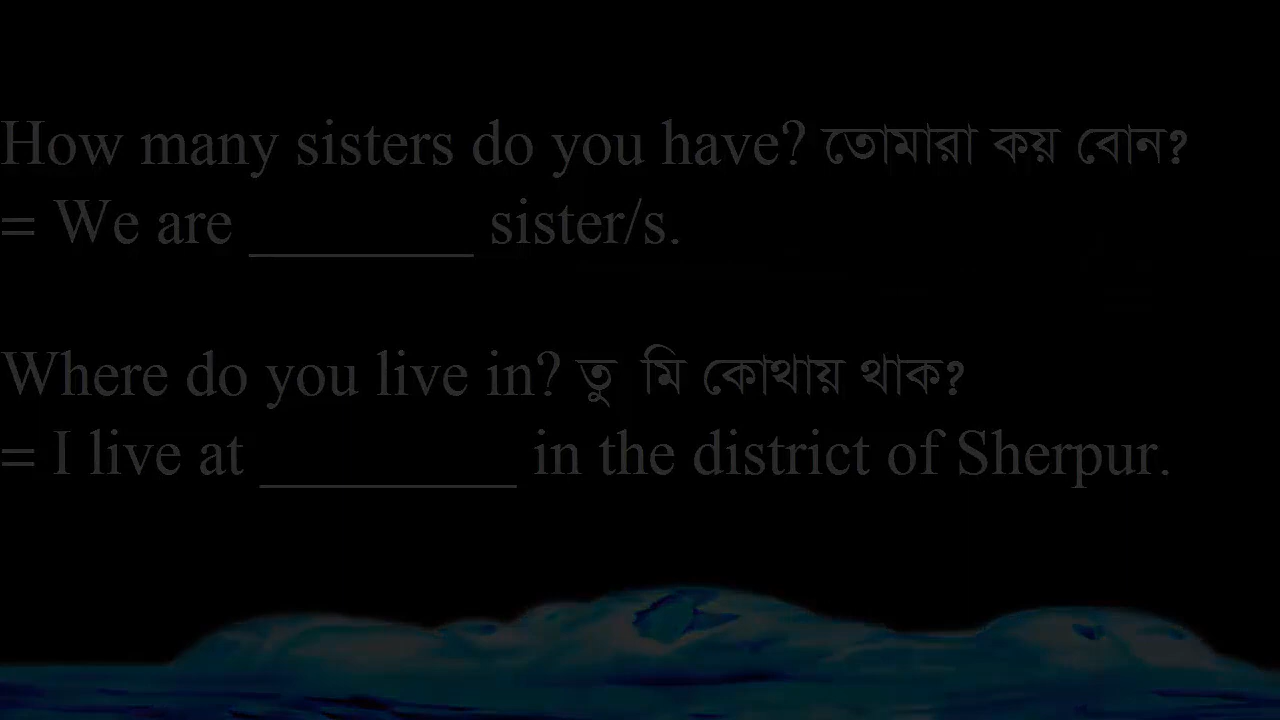 How many sisters do you have? তোমারা কয় বোন?
= We are _______ sister/s.
Where do you live in? তু মি কোথায় থাক?
= I live at ________ in the district of Sherpur.